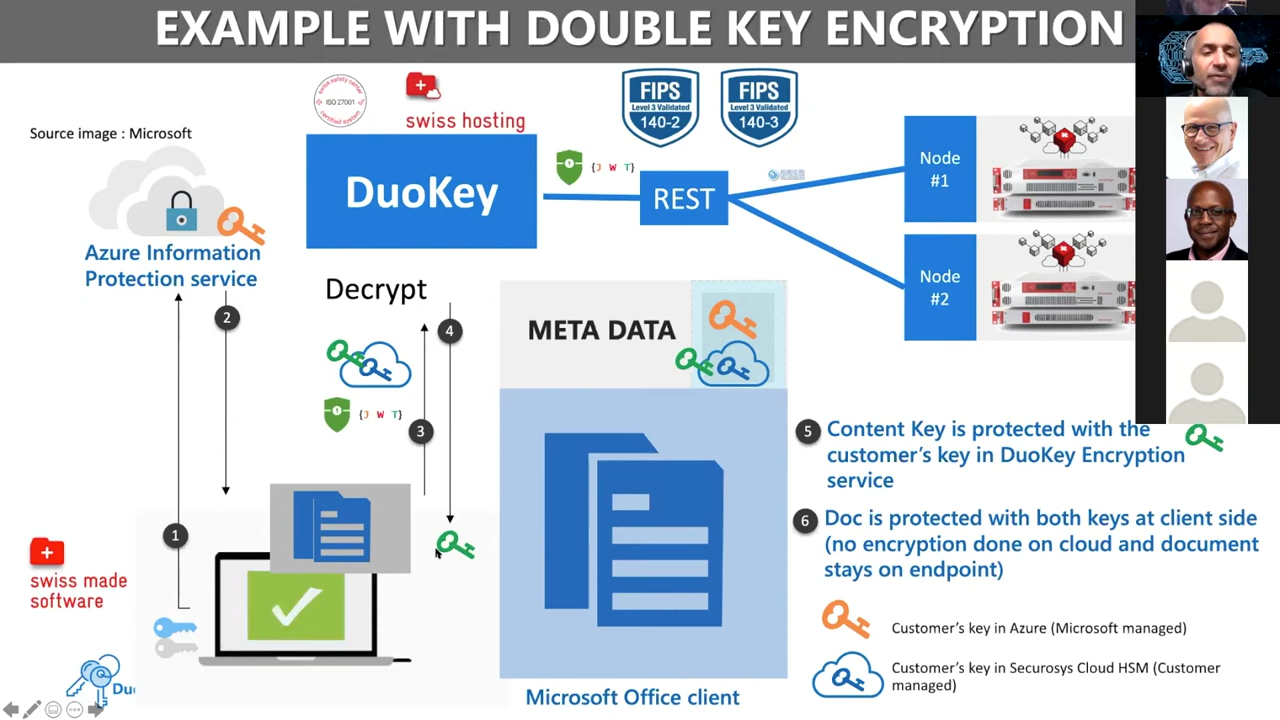 EXAMPLE WITH DOUBLE KEY ENCRYPTION
ISO 27001
swiss hosting
FIPS
Level 3 Validated
140-2
FIPS
Level 3 Validated
140-3
Source image : Microsoft
DuoKey
{J W T}
REST
Node
#1
Node
#2
Azure Information
Protection service
Decrypt
2
4
META DATA
{J W T}
3
1
5
Content Key is protected with the
customer's key in DuoKey Encryption
service
6
Doc is protected with both keys at client side
(no encryption done on cloud and document
stays on endpoint)
swiss made
software
Customer's key in Azure (Microsoft managed)
Customer's key in Securosys Cloud HSM (Customer
managed)
Microsoft Office client